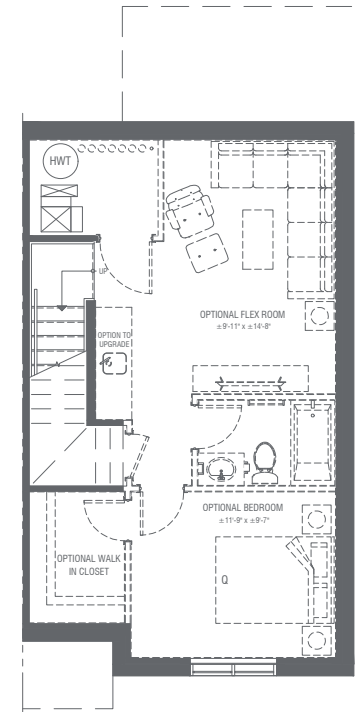 HWT
UP
OPTIONAL FLEX ROOM
±9'-11" x ±14'-8"
OPTION TO
UPGRADE
OPTIONAL BEDROOM
±11'-9" x ±9'-7"
OPTIONAL WALK
IN CLOSET
Q